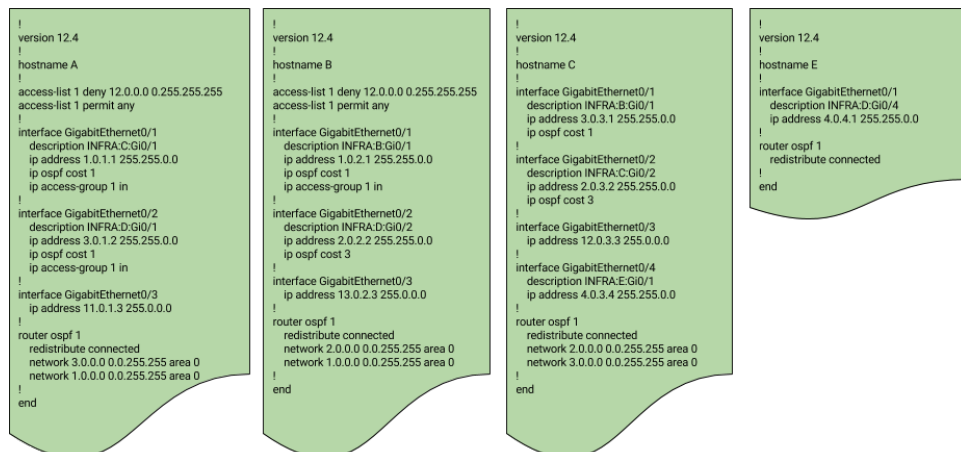 !
version 12.4
!
hostname A
!
access-list 1 deny 12.0.0.0 0.255.255.255
access-list 1 permit any
!
interface GigabitEthernet0/1
description INFRA:C:Gi0/1
ip address 1.0.1.1 255.255.0.0
ip ospf cost 1
ip access-group 1 in
!
interface GigabitEthernet0/2
description INFRA:D:Gi0/1
ip address 3.0.1.2 255.255.0.0
ip ospf cost 1
ip access-group 1 in
!
interface GigabitEthernet0/3
ip address 11.0.1.3 255.0.0.0
!
router ospf 1
redistribute connected
network 3.0.0.0 0.0.255.255 area 0
network 1.0.0.0 0.0.255.255 area 0
!
end
!
version 12.4
!
hostname B
!
access-list 1 deny 12.0.0.0 0.255.255.255
access-list 1 permit any
!
interface GigabitEthernet0/1
description INFRA:B:Gi0/1
ip address 1.0.2.1 255.255.0.0
ip ospf cost 1
ip access-group 1 in
!
interface GigabitEthernet0/2
description INFRA:D:Gi0/2
ip address 2.0.2.2 255.255.0.0
ip ospf cost 3
!
interface GigabitEthernet0/3
ip address 13.0.2.3 255.0.0.0
!
router ospf 1
redistribute connected
network 2.0.0.0 0.0.255.255 area 0
network 1.0.0.0 0.0.255.255 area 0
!
end
!
version 12.4
!
hostname C
!
interface GigabitEthernet0/1
description INFRA:B:Gi0/1
ip address 3.0.3.1 255.255.0.0
ip ospf cost 1
!
interface GigabitEthernet0/2
description INFRA:C:Gi0/2
ip address 2.0.3.2 255.255.0.0
ip ospf cost 3
!
interface GigabitEthernet0/3
ip address 12.0.3.3 255.0.0.0
!
interface GigabitEthernet0/4
description INFRA:E:Gi0/1
ip address 4.0.3.4 255.255.0.0
!
router ospf 1
redistribute connected
network 2.0.0.0 0.0.255.255 area 0
network 3.0.0.0 0.0.255.255 area 0
!
end
!
version 12.4
!
hostname E
!
interface GigabitEthernet0/1
description INFRA:D:Gi0/4
ip address 4.0.4.1 255.255.0.0
!
router ospf 1
redistribute connected
!
end